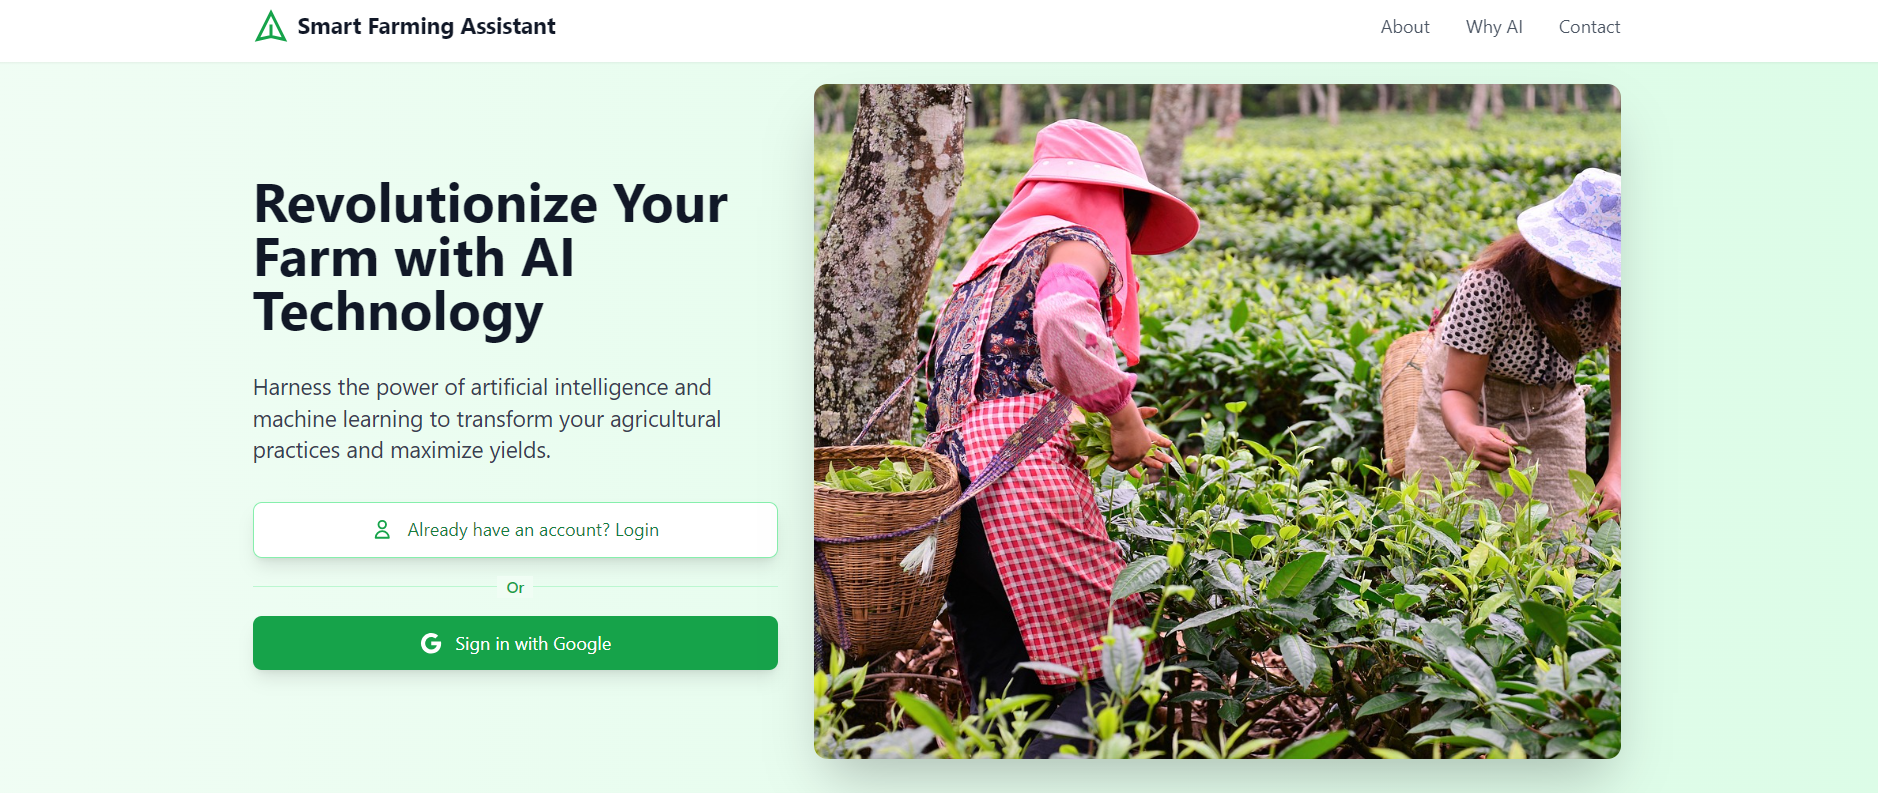 Smart Farming Assistant
About
Why AI
Contact
Revolutionize Your
Farm with AI
Technology
Harness the power of artificial intelligence and
machine learning to transform your agricultural
practices and maximize yields.
Already have an account? Login
Or
Sign in with Google